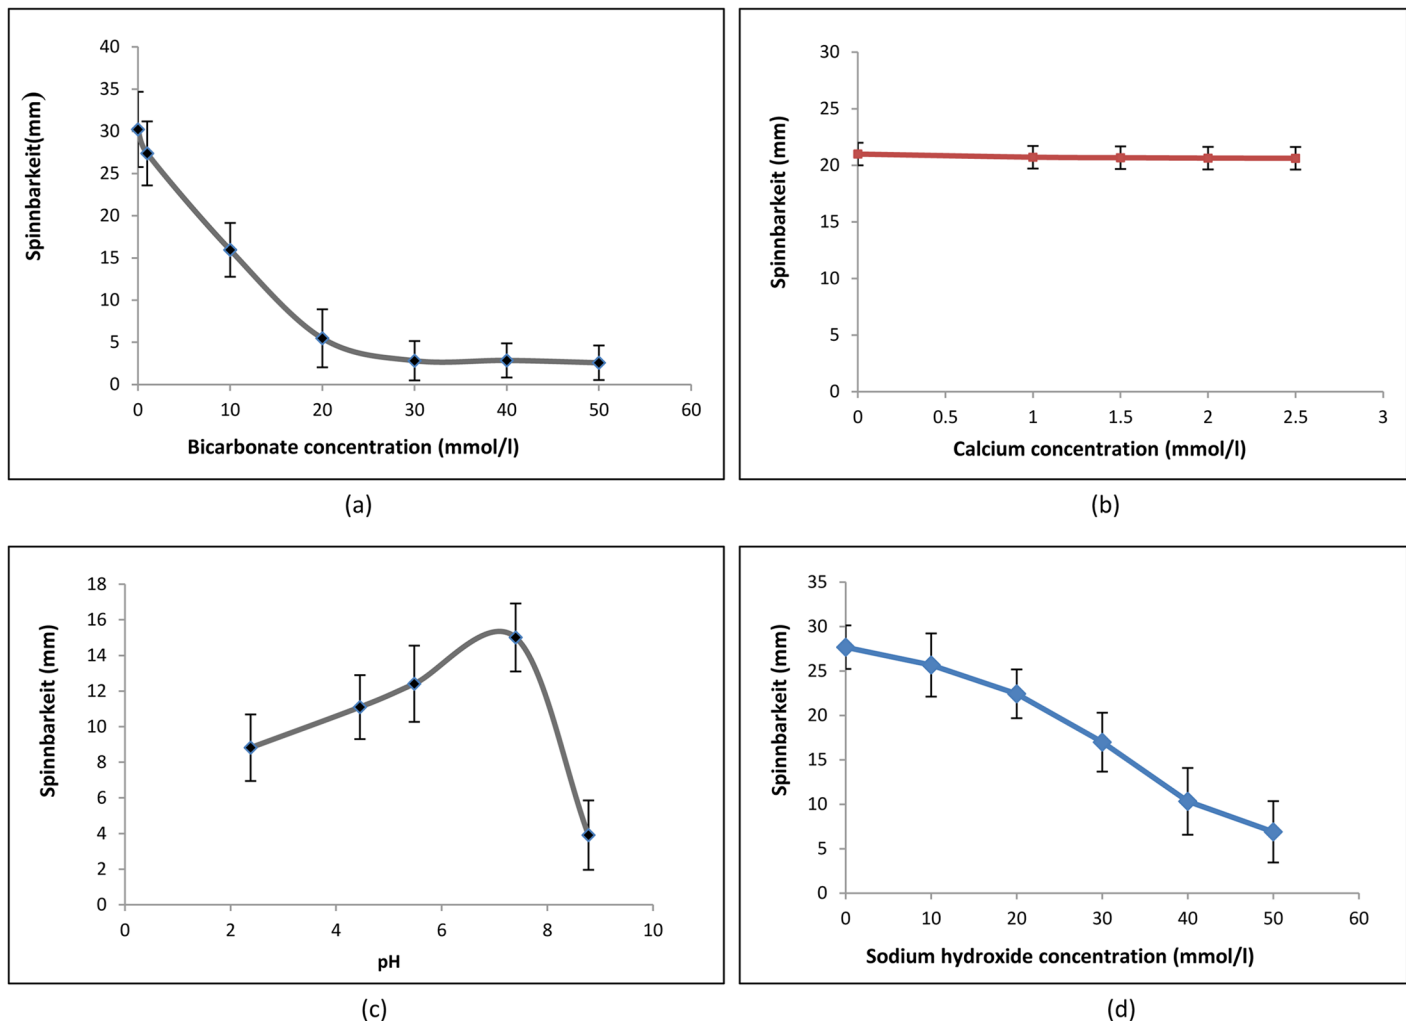 40
35
30
25
20
15
10
5
0
Spinnbarkeit(mm)
0 10 20 30 40 50 60
Bicarbonate concentration (mmol/l)
(a)
30
25
20
15
10
5
0
Spinnbarkeit (mm)
0 0.5 1 1.5 2 2.5 3
Calcium concentration (mmol/l)
(b)
18
16
14
12
10
8
6
4
2
0
Spinnbarkeit (mm)
0 2 4 6 8 10
pH
(c)
35
30
25
20
15
10
5
0
Spinnbarkeit (mm)
0 10 20 30 40 50 60
Sodium hydroxide concentration (mmol/l)
(d)